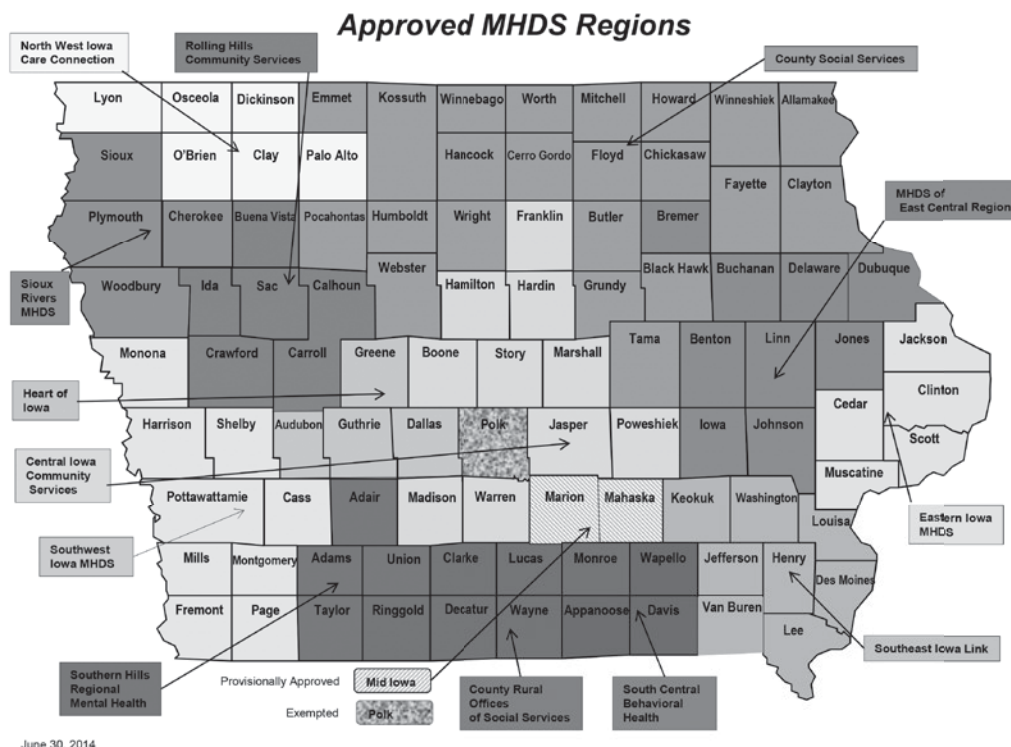 Approved MHDS Regions
North West Iowa
Care Connection
Rolling Hills
Community Services
County Social Services
Lyon
Osceola
Dickinson
Emmet
Kossuth
Winnebago
Worth
Mitchell
Howard
Winneshiek
Allamakee
Sioux
O'Brien
Clay
Palo Alto
Hancock
Cerro Gordo
Floyd
Chickasaw
Fayette
Clayton
MHDS of
East Central Region
Plymouth
Cherokee
Buena Vista
Pocahontas
Humboldt
Wright
Franklin
Butler
Bremer
Sioux
Rivers
MHDS
Woodbury
Ida
Sac
Calhoun
Webster
Hamilton
Hardin
Grundy
Black Hawk
Buchanan
Delaware
Dubuque
Monona
Crawford
Carroll
Greene
Boone
Story
Marshall
Tama
Benton
Linn
Jones
Jackson
Heart of
Iowa
Clinton
Cedar
Harrison
Shelby
Audubon
Guthrie
Dallas
Polk
Jasper
Poweshiek
Iowa
Johnson
Scott
Central Iowa
Community
Services
Muscatine
Pottawattamie
Cass
Adair
Madison
Warren
Marion
Mahaska
Keokuk
Washington
Louisa
Eastern Iowa
MHDS
Southwest
Iowa MHDS
Mills
Montgomery
Adams
Union
Clarke
Lucas
Monroe
Wapello
Jefferson
Henry
Des Moines
Fremont
Page
Taylor
Ringgold
Decatur
Wayne
Appanoose
Davis
Van Buren
Lee
Southeast Iowa Link
Southern Hills
Regional
Mental Health
Provisionally Approved
Mid Iowa
Exempted
Polk
County Rural
Offices
of Social Services
South Central
Behavioral
Health
June 30, 2014